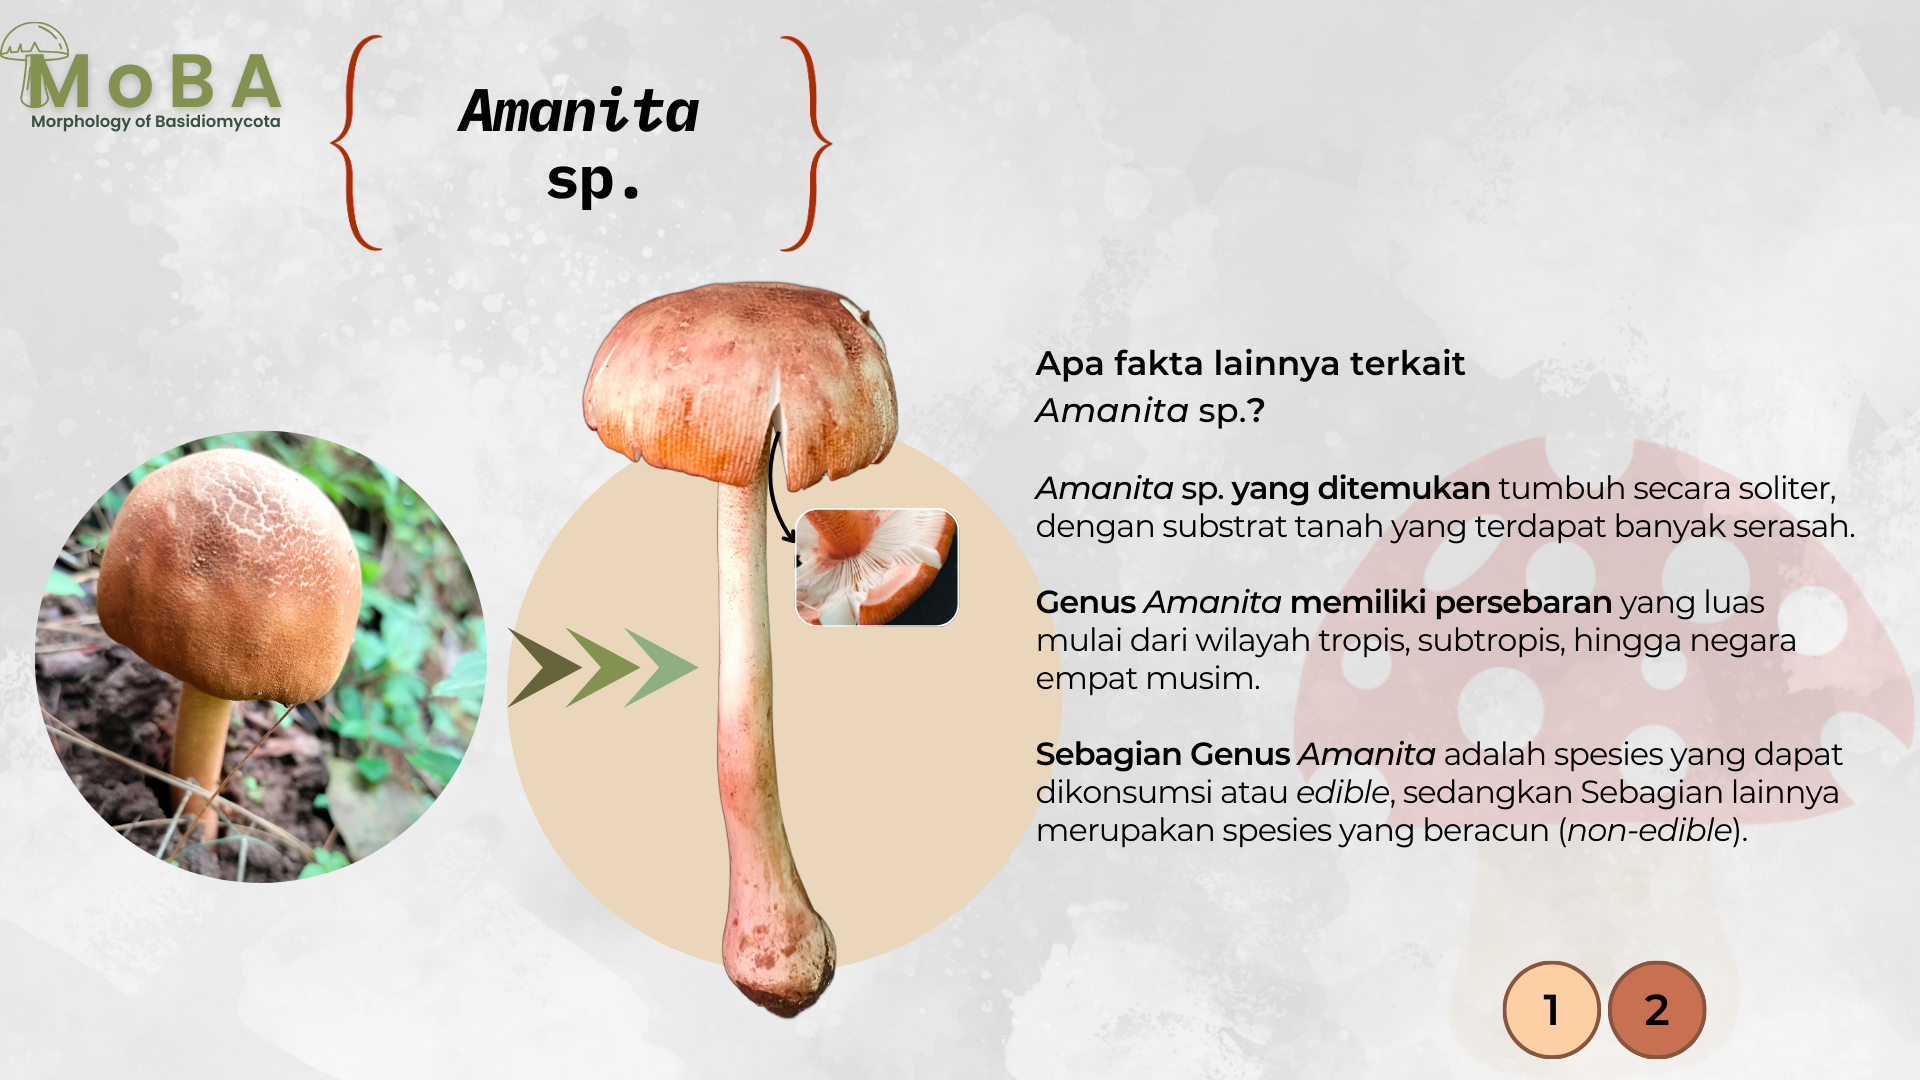 MoBA
Morphology of Basidiomycota
Amanita
sp.
Apa fakta lainnya terkait
Amanita sp.?
Amanita sp. yang ditemukan tumbuh secara soliter,
dengan substrat tanah yang terdapat banyak serasah.
Genus Amanita memiliki persebaran yang luas
mulai dari wilayah tropis, subtropis, hingga negara
empat musim.
Sebagian Genus Amanita adalah spesies yang dapat
dikonsumsi atau edible, sedangkan Sebagian lainnya
merupakan spesies yang beracun (non-edible).
1 2